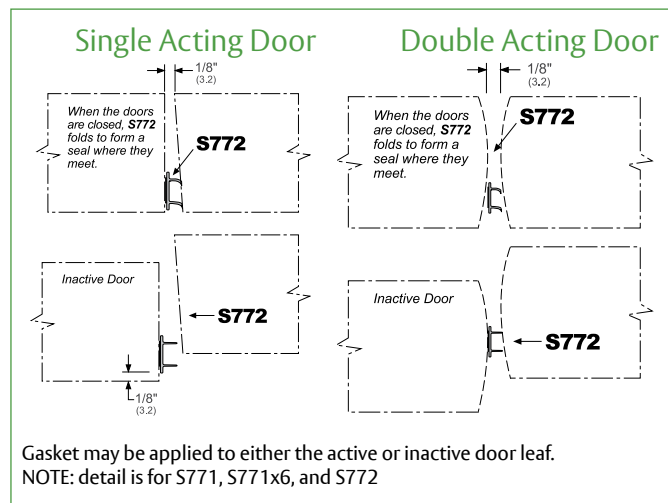 Single Acting Door
1/8"
(3.2)
When the doors
are closed, S772
folds to form a
seal where they
meet.
S772
Inactive Door
S772
1/8"
(3.2)
Double Acting Door
1/8"
(3.2)
When the doors
are closed, S772
folds to form a
seal where they
meet.
S772
Inactive Door
S772
Gasket may be applied to either the active or inactive door leaf.
NOTE: detail is for S771, S771x6, and S772